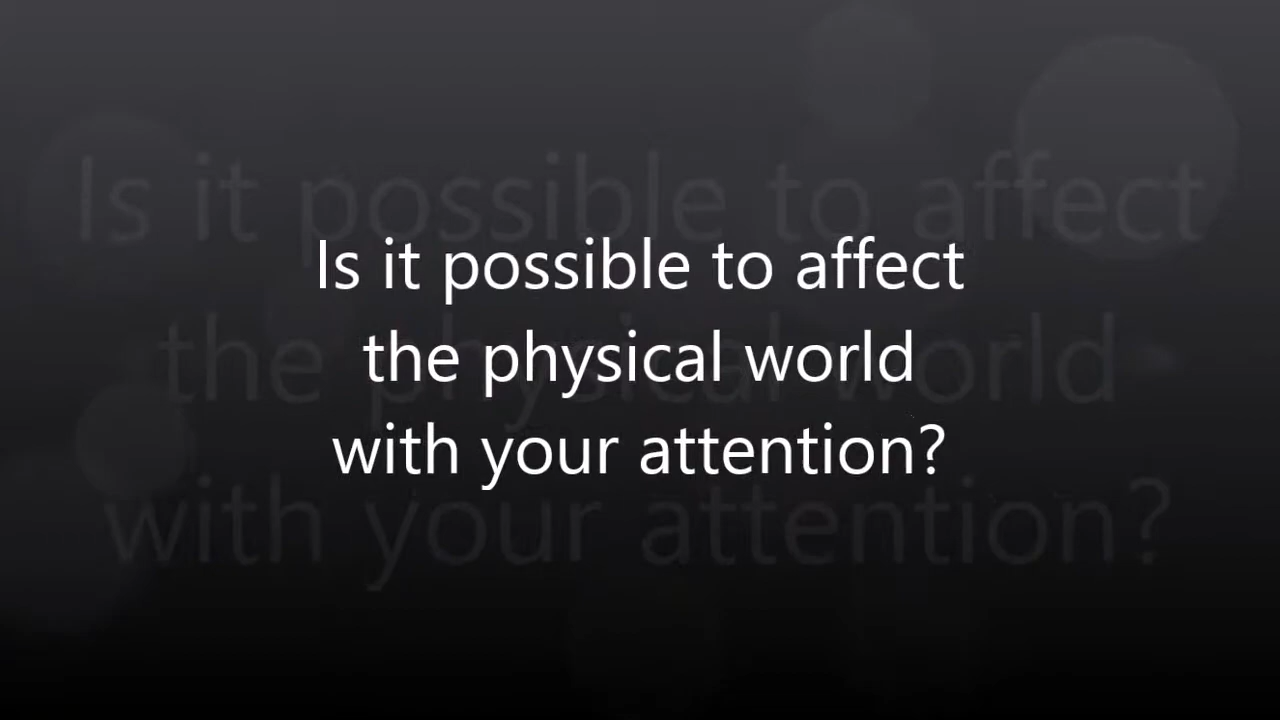 Is it possible to affect
the physical world
with your attention?